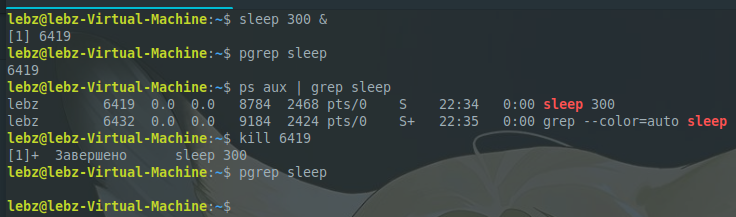 lebz@lebz-Virtual-Machine:~$ sleep 300 &
[1] 6419
lebz@lebz-Virtual-Machine:~$ pgrep sleep
6419
lebz@lebz-Virtual-Machine:~$ ps aux | grep sleep
lebz        6419  0.0  0.0   8784  2468 pts/0    S    22:34   0:00 sleep 300
lebz        6432  0.0  0.0   9184  2424 pts/0    S+   22:35   0:00 grep --color=auto sleep
lebz@lebz-Virtual-Machine:~$ kill 6419
[1]+  Завершено      sleep 300
lebz@lebz-Virtual-Machine:~$ pgrep sleep
lebz@lebz-Virtual-Machine:~$